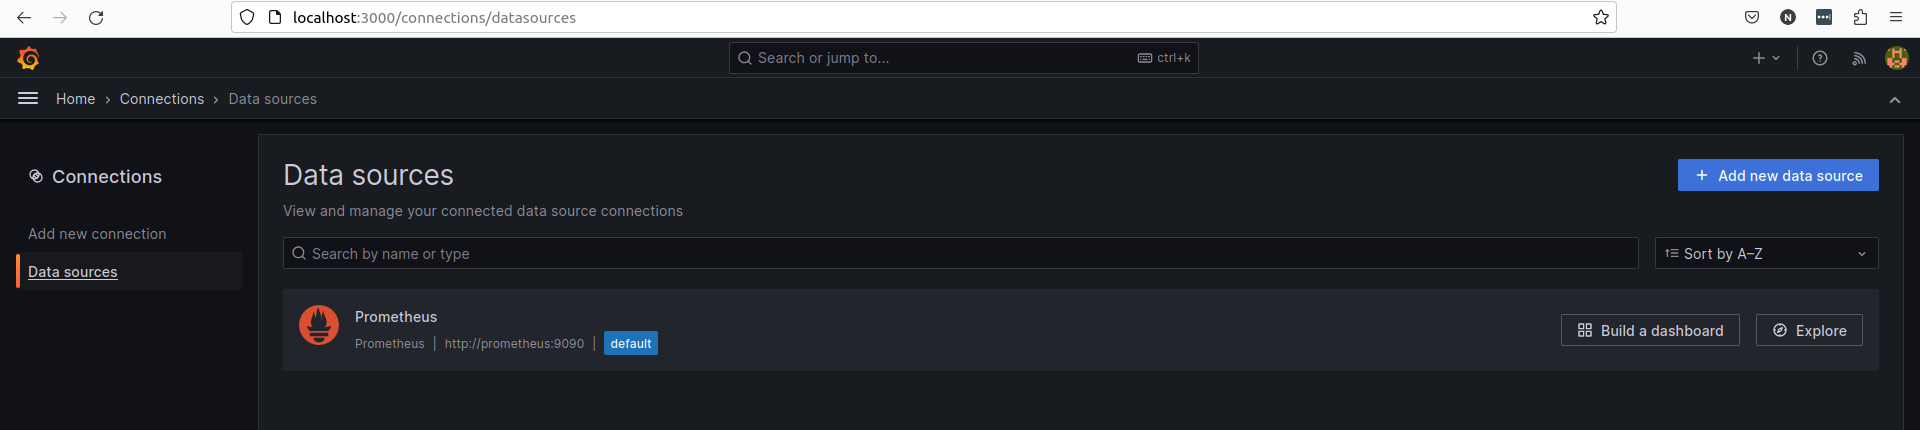 localhost:3000/connections/datasources
N
Search or jump to... ctrl+k
Home › Connections › Data sources
Connections
Add new connection
Data sources
Data sources
+ Add new data source
View and manage your connected data source connections
Search by name or type
Sort by A–Z
Prometheus
Prometheus | http://prometheus:9090 | default
Build a dashboard
Explore